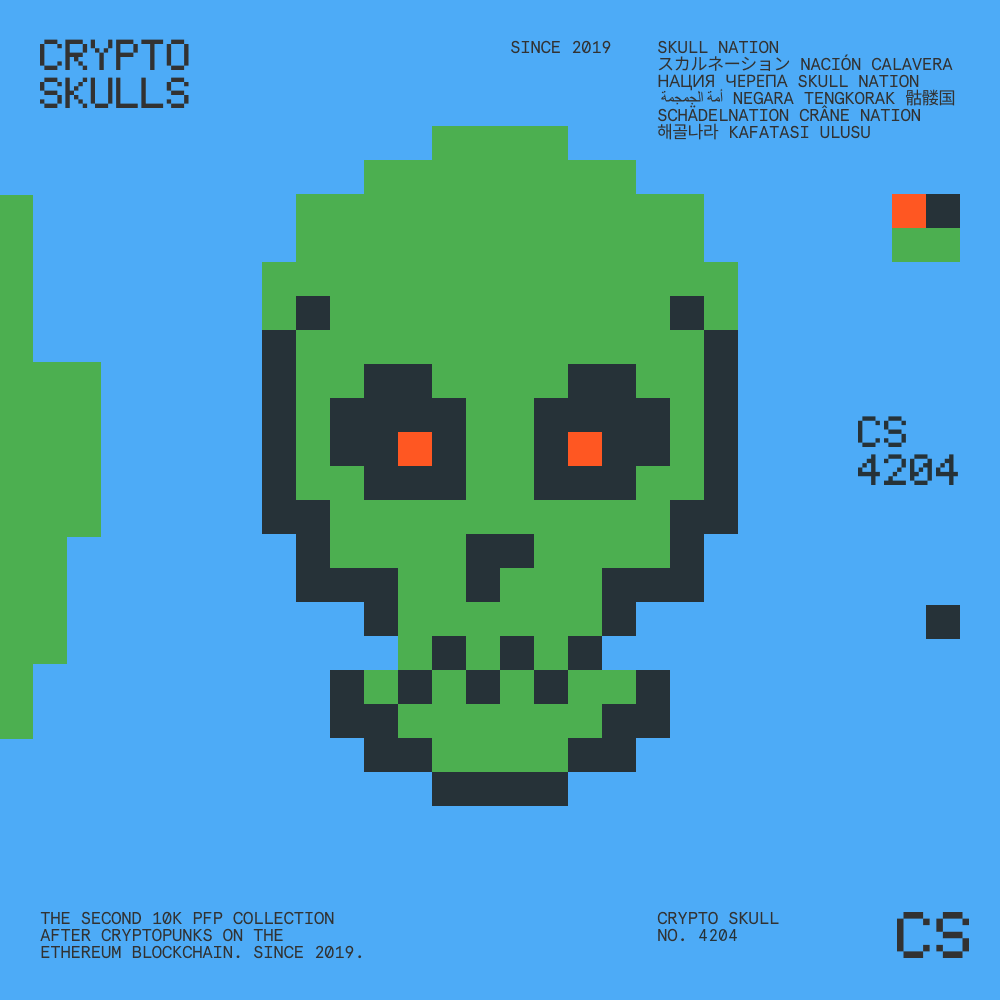 CRYPTO
SKULLS
SINCE 2019
SKULL NATION
スカルネーション NACIÓN CALAVERA
НАЦИЯ ЧЕРЕПА SKULL NATION
أمة الجمجمة NEGARA TENGKORAK 骷髅国
SCHÄDELNATION CRÂNE NATION
해골나라 KAFATASI ULUSU
CS
4204
THE SECOND 10K PFP COLLECTION
AFTER CRYPTOPUNKS ON THE
ETHEREUM BLOCKCHAIN. SINCE 2019.
CRYPTO SKULL
NO. 4204
CS